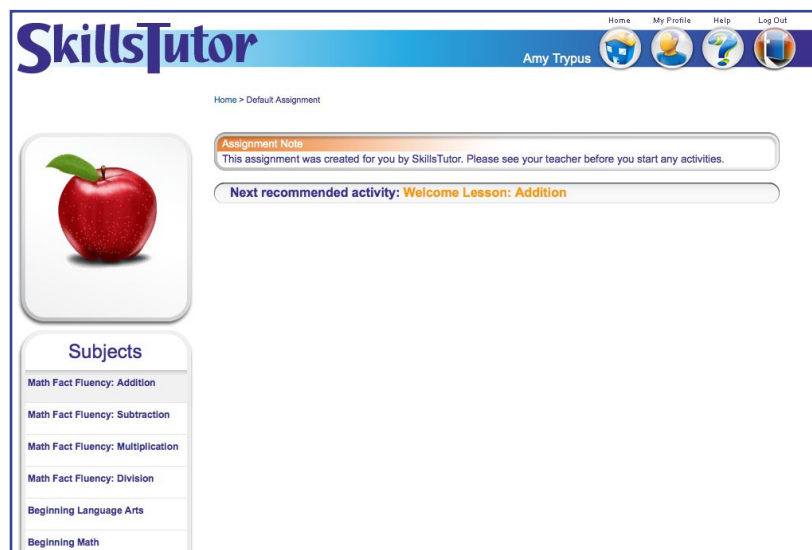 Home My Profile Help Log Out
SkillsTutor
Amy Trypus
Home > Default Assignment
Assignment Note
This assignment was created for you by SkillsTutor. Please see your teacher before you start any activities.
Next recommended activity: Welcome Lesson: Addition
Subjects
Math Fact Fluency: Addition
Math Fact Fluency: Subtraction
Math Fact Fluency: Multiplication
Math Fact Fluency: Division
Beginning Language Arts
Beginning Math